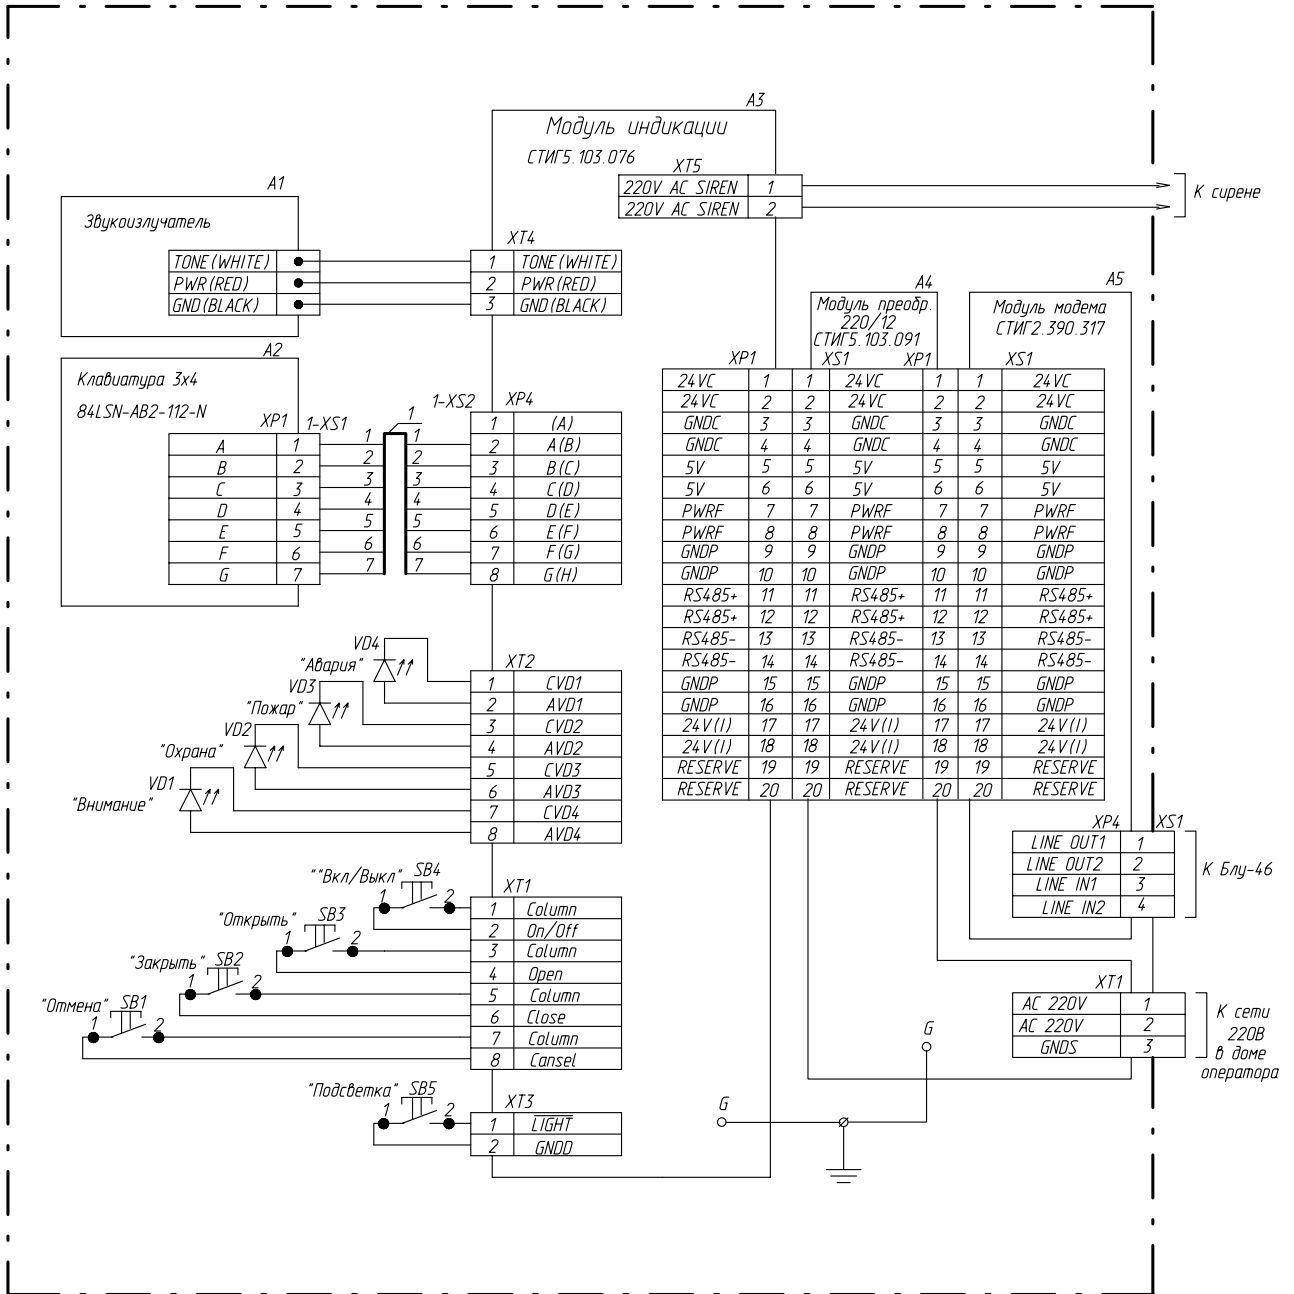 A3
Модуль индикации
СТИГ5.103.076
XT5
220V AC SIREN 1
220V AC SIREN 2
К сирене
A1
Звукоизлучатель
TONE(WHITE)
PWR(RED)
GND(BLACK)
XT4
1 TONE(WHITE)
2 PWR(RED)
3 GND(BLACK)
A2
Клавиатура 3х4
84LSN-AB2-112-N
XP1
A 1
B 2
C 3
D 4
E 5
F 6
G 7
1-XS1
1
1-XS2
1 1
2 2
3 3
4 4
5 5
6 6
7 7
XP4
1 (A)
2 A(B)
3 B(C)
4 C(D)
5 D(E)
6 E(F)
7 F(G)
8 G(H)
A4
Модуль преобр.
220/12
СТИГ5.103.091
A5
Модуль модема
СТИГ2.390.317
XP1 XS1 XP1 XS1
24VC 1 1 24VC 1 1 24VC
24VC 2 2 24VC 2 2 24VC
GNDC 3 3 GNDC 3 3 GNDC
GNDC 4 4 GNDC 4 4 GNDC
5V 5 5 5V 5 5 5V
5V 6 6 5V 6 6 5V
PWRF 7 7 PWRF 7 7 PWRF
PWRF 8 8 PWRF 8 8 PWRF
GNDP 9 9 GNDP 9 9 GNDP
GNDP 10 10 GNDP 10 10 GNDP
RS485+ 11 11 RS485+ 11 11 RS485+
RS485+ 12 12 RS485+ 12 12 RS485+
RS485- 13 13 RS485- 13 13 RS485-
RS485- 14 14 RS485- 14 14 RS485-
GNDP 15 15 GNDP 15 15 GNDP
GNDP 16 16 GNDP 16 16 GNDP
24V(I) 17 17 24V(I) 17 17 24V(I)
24V(I) 18 18 24V(I) 18 18 24V(I)
RESERVE 19 19 RESERVE 19 19 RESERVE
RESERVE 20 20 RESERVE 20 20 RESERVE
VD4
"Авария"
VD3
"Пожар"
VD2
"Охрана"
VD1
"Внимание"
XT2
1 CVD1
2 AVD1
3 CVD2
4 AVD2
5 CVD3
6 AVD3
7 CVD4
8 AVD4
XP4 XS1
LINE OUT1 1
LINE OUT2 2
LINE IN1 3
LINE IN2 4
К Блу-46
""Вкл/Выкл" SB4
1 2
"Открыть" SB3
1 2
"Закрыть" SB2
1 2
"Отмена" SB1
1 2
XT1
1 Column
2 On/Off
3 Column
4 Open
5 Column
6 Close
7 Column
8 Cansel
XT1
AC 220V 1
AC 220V 2
GNDS 3
К сети
220В
в доме
оператора
"Подсветка" SB5
1 2
XT3
1 LIGHT
2 GNDD
G
G